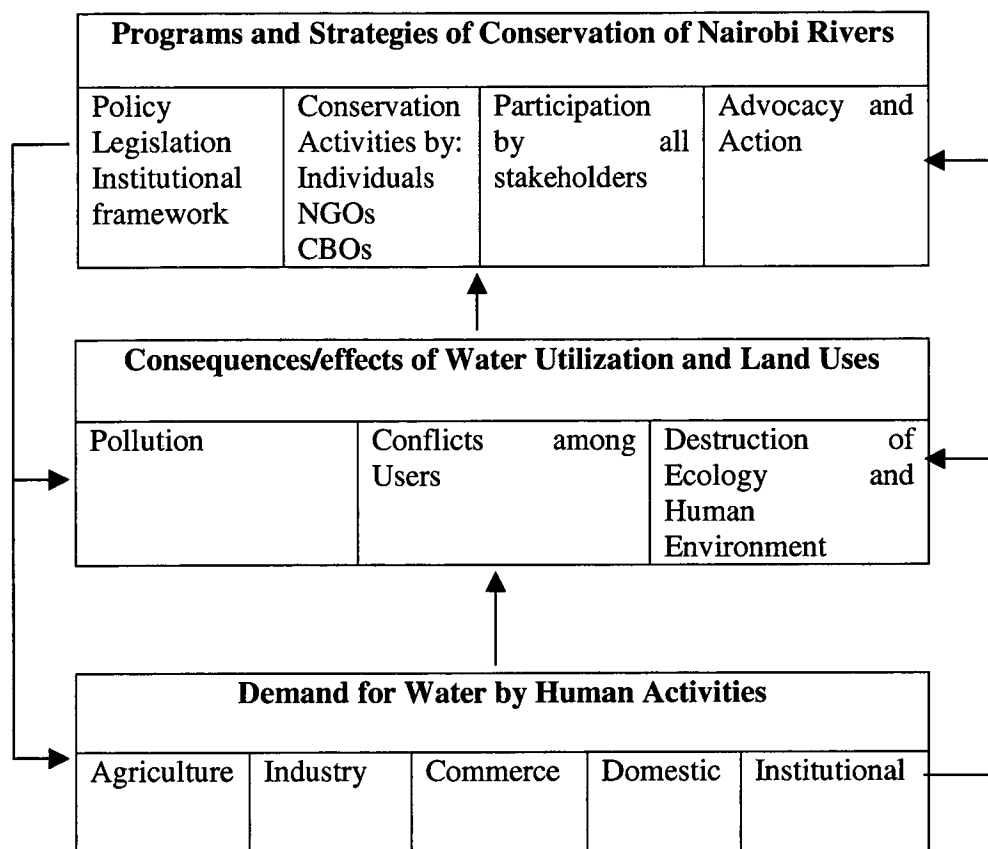 Programs and Strategies of Conservation of Nairobi Rivers
Policy
Legislation
Institutional
framework
Conservation
Activities by:
Individuals
NGOs
CBOs
Participation
by all
stakeholders
Advocacy and
Action
Consequences/effects of Water Utilization and Land Uses
Pollution
Conflicts among
Users
Destruction of
Ecology and
Human
Environment
Demand for Water by Human Activities
Agriculture
Industry
Commerce
Domestic
Institutional